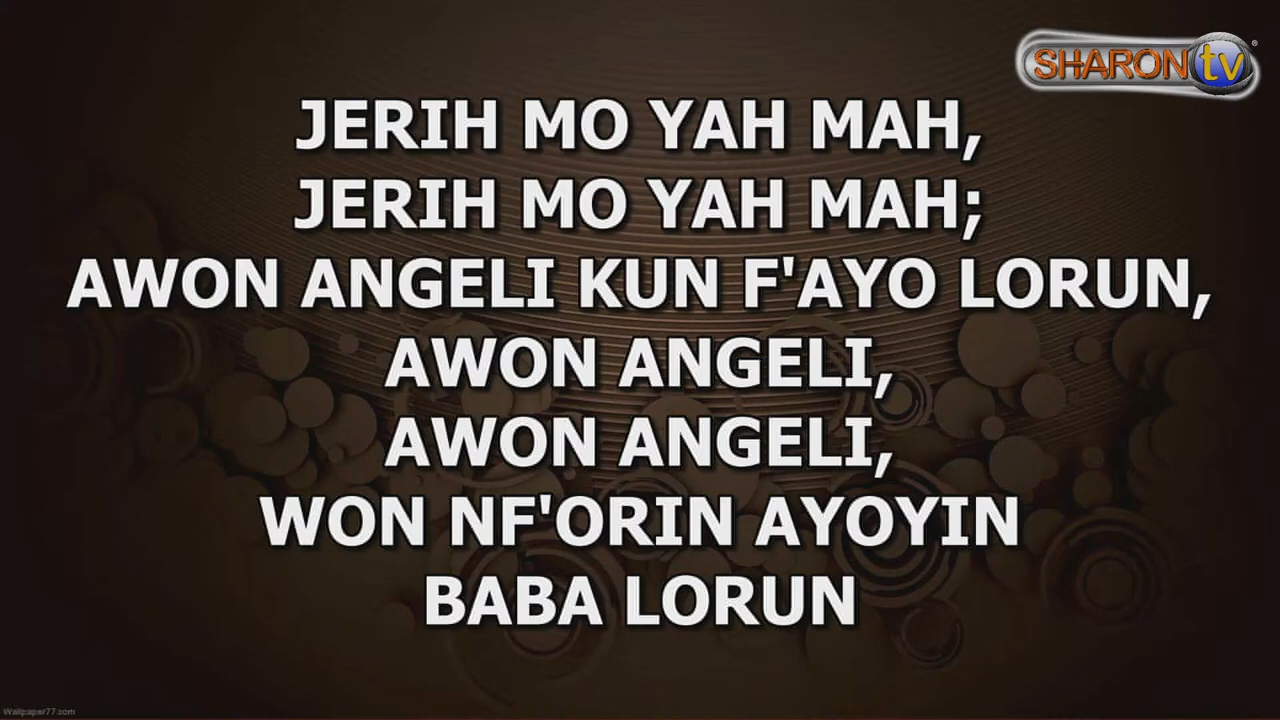 SHARON tv
JERIH MO YAH MAH,
JERIH MO YAH MAH;
AWON ANGELI KUN F'AYO LORUN,
AWON ANGELI,
AWON ANGELI,
WON NF'ORIN AYOYIN
BABA LORUN
Wallpaper77.com